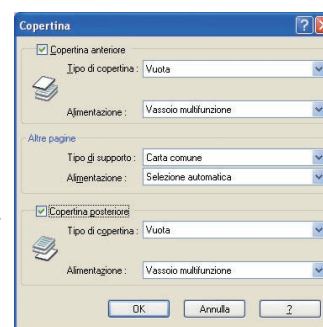 Copertina
Copertina anteriore
Tipo di copertina : Vuota
Alimentazione : Vassoio multifunzione
Altre pagine
Tipo di supporto : Carta comune
Alimentazione : Selezione automatica
Copertina posteriore
Tipo di copertina : Vuota
Alimentazione : Vassoio multifunzione
OK Annulla ?